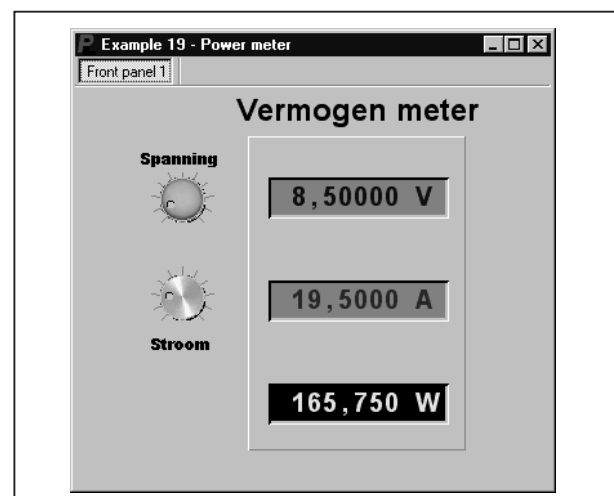 Example 19 - Power meter
Front panel 1
Vermogen meter
Spanning
8,50000 V
19,5000 A
Stroom
165,750 W